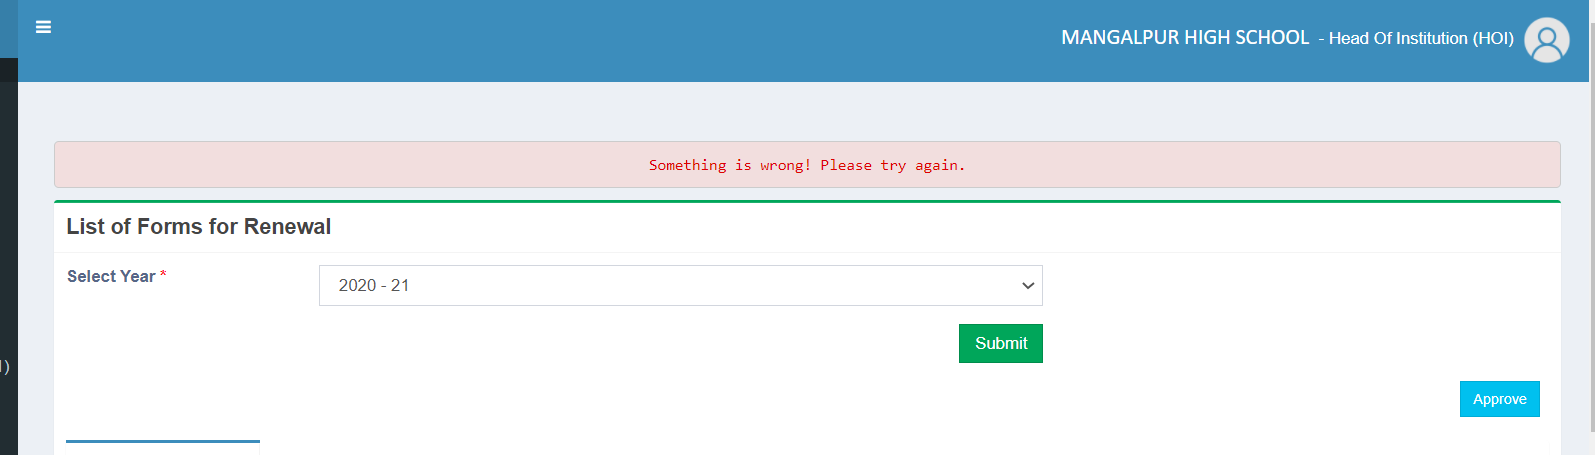 MANGALPUR HIGH SCHOOL - Head Of Institution (HOI)
Something is wrong! Please try again.
List of Forms for Renewal
Select Year *
2020 - 21
Submit
Approve